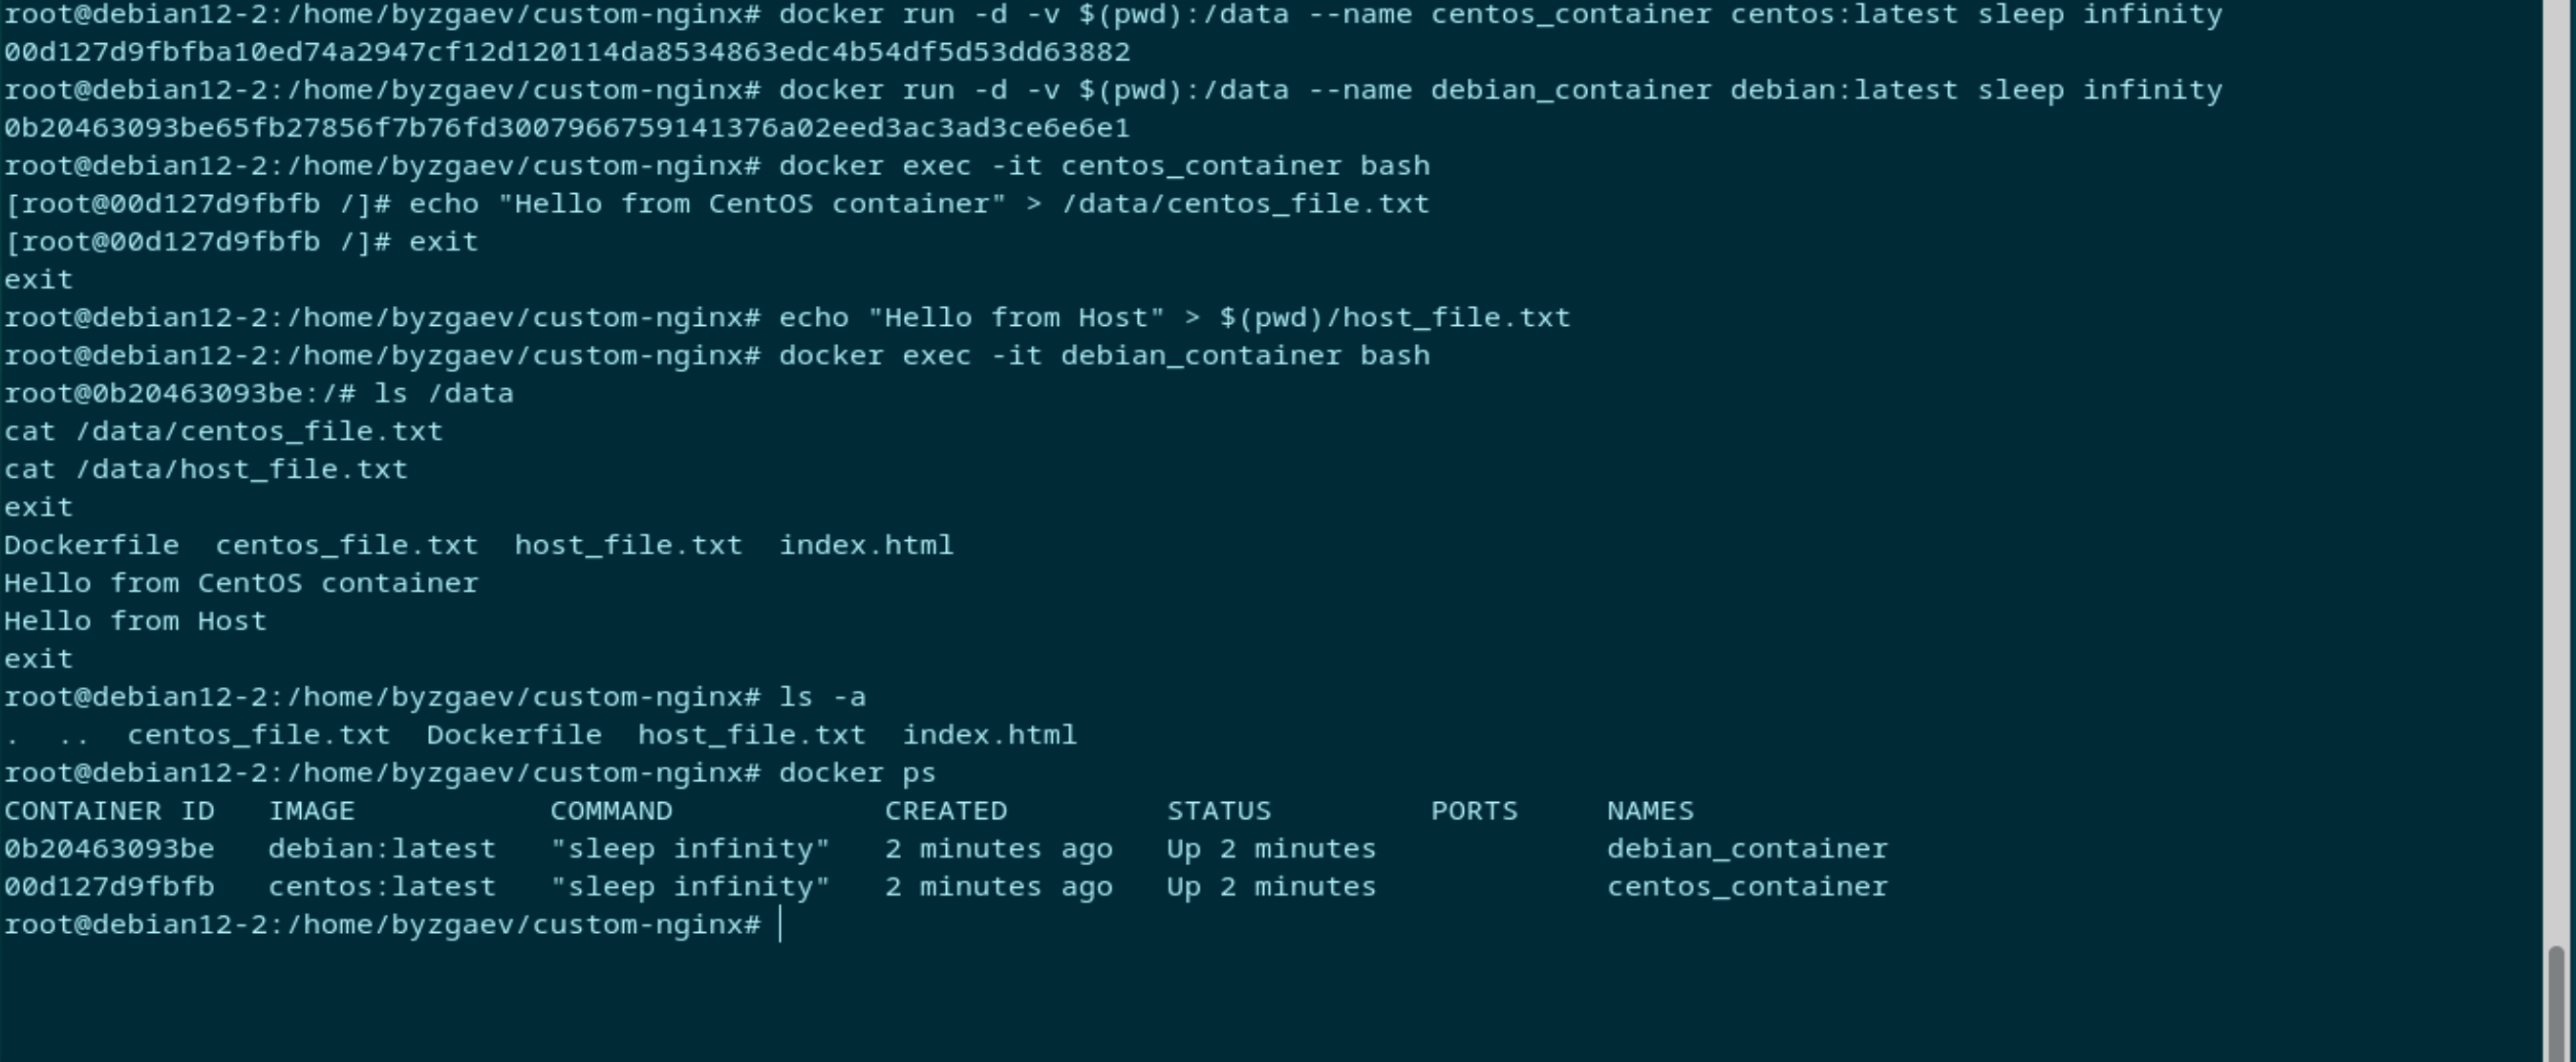 root@debian12-2:/home/byzgaev/custom-nginx# docker run -d -v $(pwd):/data --name centos_container centos:latest sleep infinity
00d127d9fbfba10ed74a2947cf12d120114da8534863edc4b54df5d53dd63882
root@debian12-2:/home/byzgaev/custom-nginx# docker run -d -v $(pwd):/data --name debian_container debian:latest sleep infinity
0b20463093be65fb27856f7b76fd3007966759141376a02eed3ac3ad3ce6e6e1
root@debian12-2:/home/byzgaev/custom-nginx# docker exec -it centos_container bash
[root@00d127d9fbfb /]# echo "Hello from CentOS container" > /data/centos_file.txt
[root@00d127d9fbfb /]# exit
exit
root@debian12-2:/home/byzgaev/custom-nginx# echo "Hello from Host" > $(pwd)/host_file.txt
root@debian12-2:/home/byzgaev/custom-nginx# docker exec -it debian_container bash
root@0b20463093be:/# ls /data
cat /data/centos_file.txt
cat /data/host_file.txt
exit
Dockerfile  centos_file.txt  host_file.txt  index.html
Hello from CentOS container
Hello from Host
exit
root@debian12-2:/home/byzgaev/custom-nginx# ls -a
.  ..  centos_file.txt  Dockerfile  host_file.txt  index.html
root@debian12-2:/home/byzgaev/custom-nginx# docker ps
CONTAINER ID   IMAGE           COMMAND            CREATED         STATUS         PORTS     NAMES
0b20463093be   debian:latest   "sleep infinity"   2 minutes ago   Up 2 minutes             debian_container
00d127d9fbfb   centos:latest   "sleep infinity"   2 minutes ago   Up 2 minutes             centos_container
root@debian12-2:/home/byzgaev/custom-nginx#